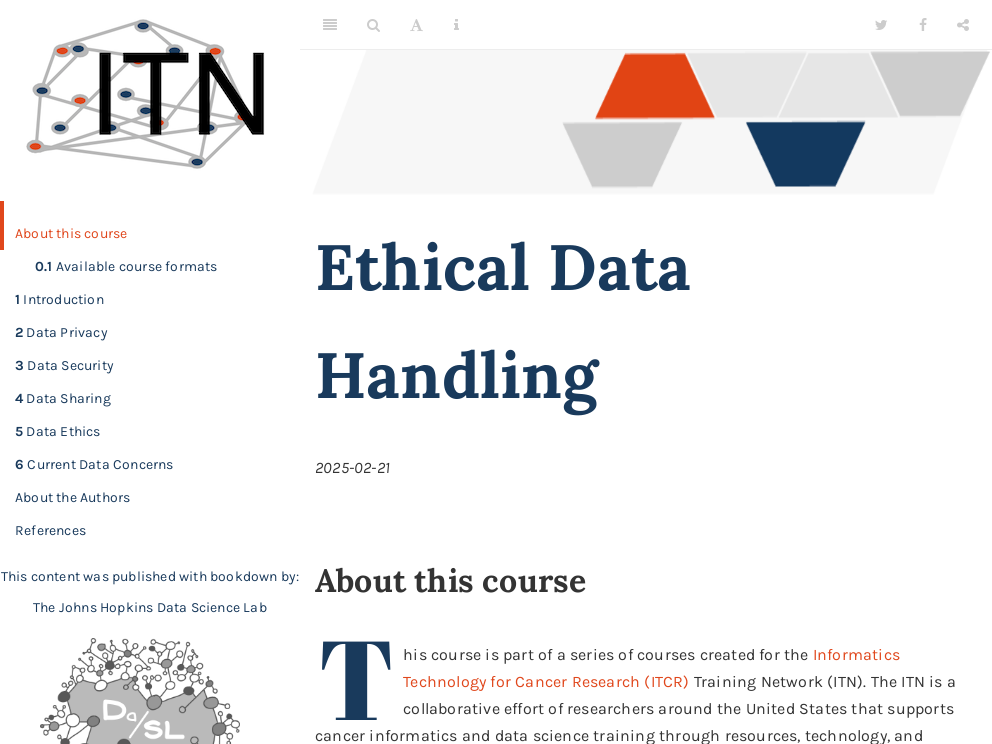 ITN
About this course
0.1 Available course formats
1 Introduction
2 Data Privacy
3 Data Security
4 Data Sharing
5 Data Ethics
6 Current Data Concerns
About the Authors
References
This content was published with bookdown by:
The Johns Hopkins Data Science Lab
Da/SL
A
i
Ethical Data
Handling
2025-02-21
About this course
This course is part of a series of courses created for the Informatics
Technology for Cancer Research (ITCR) Training Network (ITN). The ITN is a
collaborative effort of researchers around the United States that supports
cancer informatics and data science training through resources, technology, and